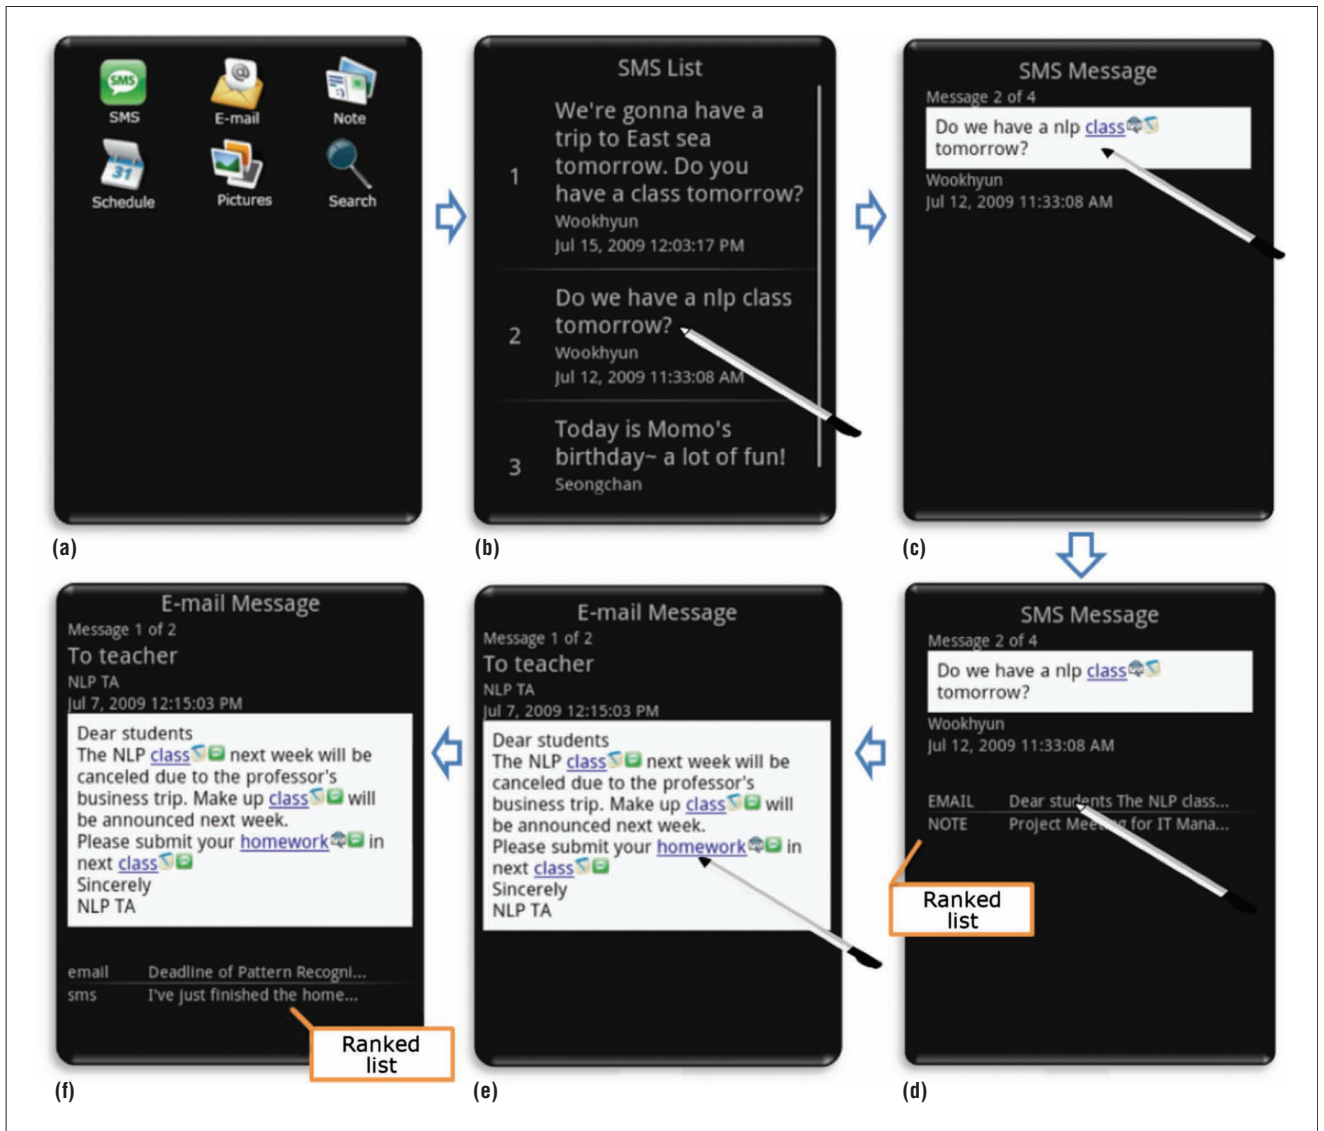 SMS
E-mail
Note
31
Schedule
Pictures
Search
(a)
SMS List
1
We're gonna have a
trip to East sea
tomorrow. Do you
have a class tomorrow?
Wookhyun
Jul 15, 2009 12:03:17 PM
2
Do we have a nlp class
tomorrow?
Wookhyun
Jul 12, 2009 11:33:08 AM
3
Today is Momo's
birthday~ a lot of fun!
Seongchan
(b)
SMS Message
Message 2 of 4
Do we have a nlp class
tomorrow?
Wookhyun
Jul 12, 2009 11:33:08 AM
(c)
SMS Message
Message 2 of 4
Do we have a nlp class
tomorrow?
Wookhyun
Jul 12, 2009 11:33:08 AM
EMAIL Dear students The NLP class...
NOTE Project Meeting for IT Mana...
Ranked
list
(d)
E-mail Message
Message 1 of 2
To teacher
NLP TA
Jul 7, 2009 12:15:03 PM
Dear students
The NLP class next week will be
canceled due to the professor's
business trip. Make up class will
be announced next week.
Please submit your homework in
next class
Sincerely
NLP TA
(e)
E-mail Message
Message 1 of 2
To teacher
NLP TA
Jul 7, 2009 12:15:03 PM
Dear students
The NLP class next week will be
canceled due to the professor's
business trip. Make up class will
be announced next week.
Please submit your homework in
next class
Sincerely
NLP TA
email Deadline of Pattern Recogni...
sms I've just finished the home...
Ranked
list
(f)